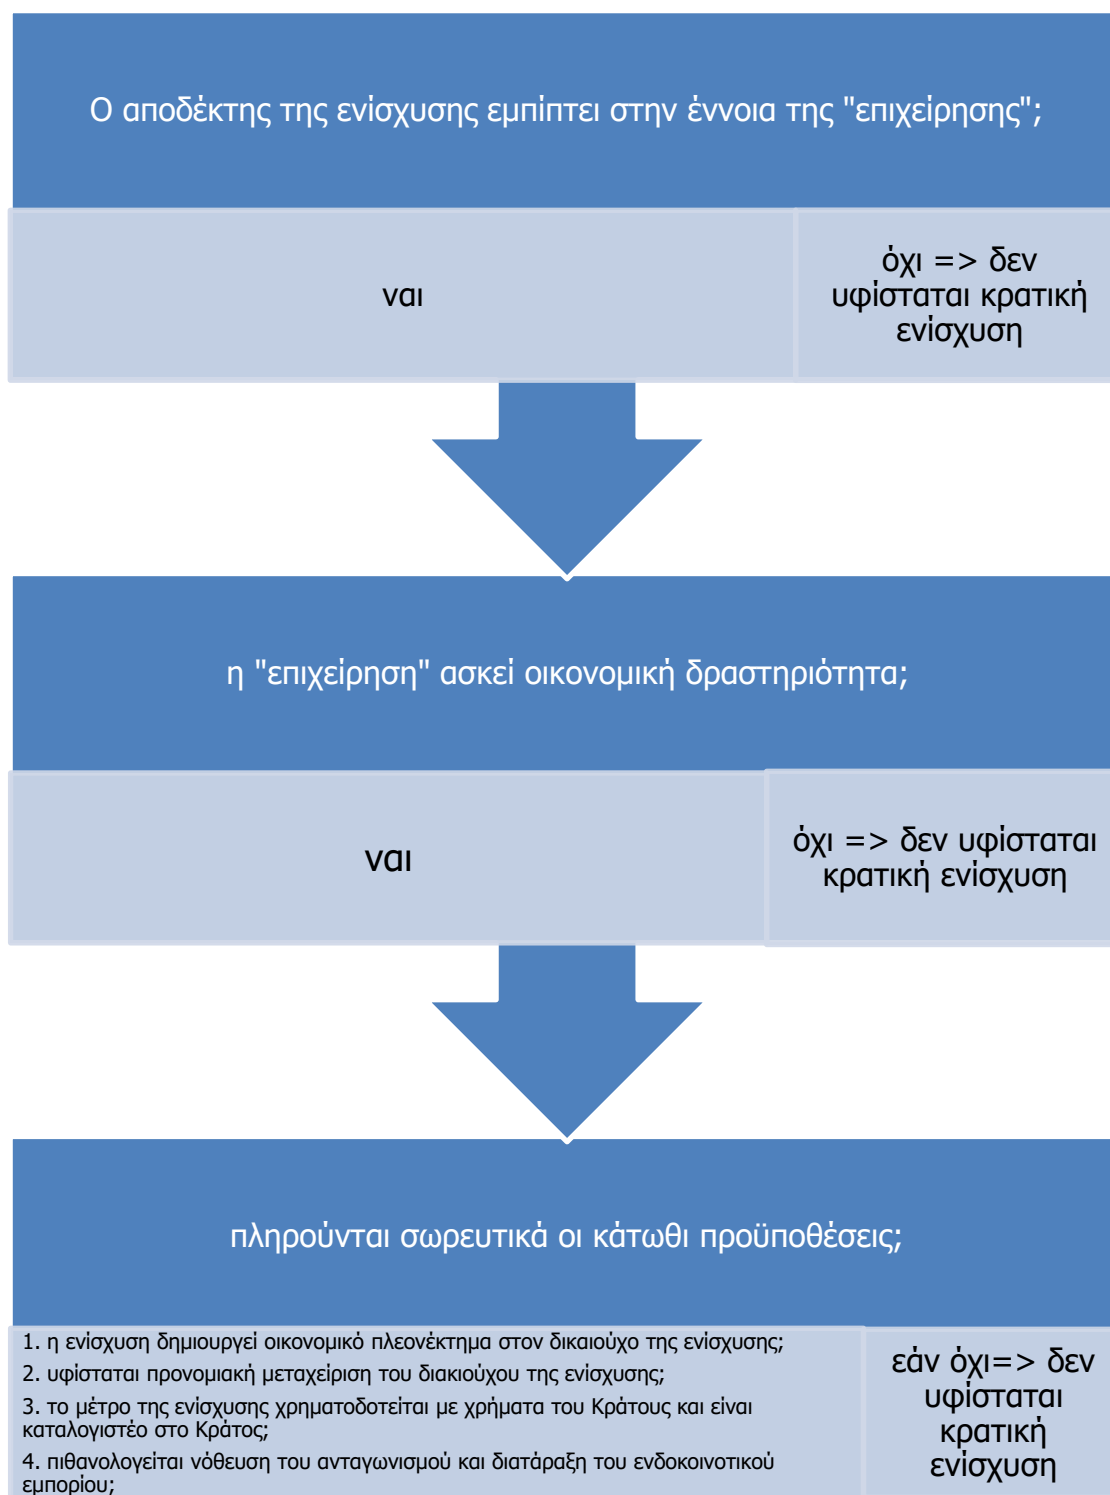 Ο αποδέκτης της ενίσχυσης εμπίπτει στην έννοια της "επιχείρησης";
ναι
όχι => δεν
υφίσταται κρατική
ενίσχυση
η "επιχείρηση" ασκεί οικονομική δραστηριότητα;
ναι
όχι => δεν υφίσταται
κρατική ενίσχυση
πληρούνται σωρευτικά οι κάτωθι προϋποθέσεις;
1. η ενίσχυση δημιουργεί οικονομικό πλεονέκτημα στον δικαιούχο της ενίσχυσης;
2. υφίσταται προνομιακή μεταχείριση του διακιούχου της ενίσχυσης;
3. το μέτρο της ενίσχυσης χρηματοδοτείται με χρήματα του Κράτους και είναι
καταλογιστέο στο Κράτος;
4. πιθανολογείται νόθευση του ανταγωνισμού και διατάραξη του ενδοκοινοτικού
εμπορίου;
εάν όχι=> δεν
υφίσταται
κρατική
ενίσχυση